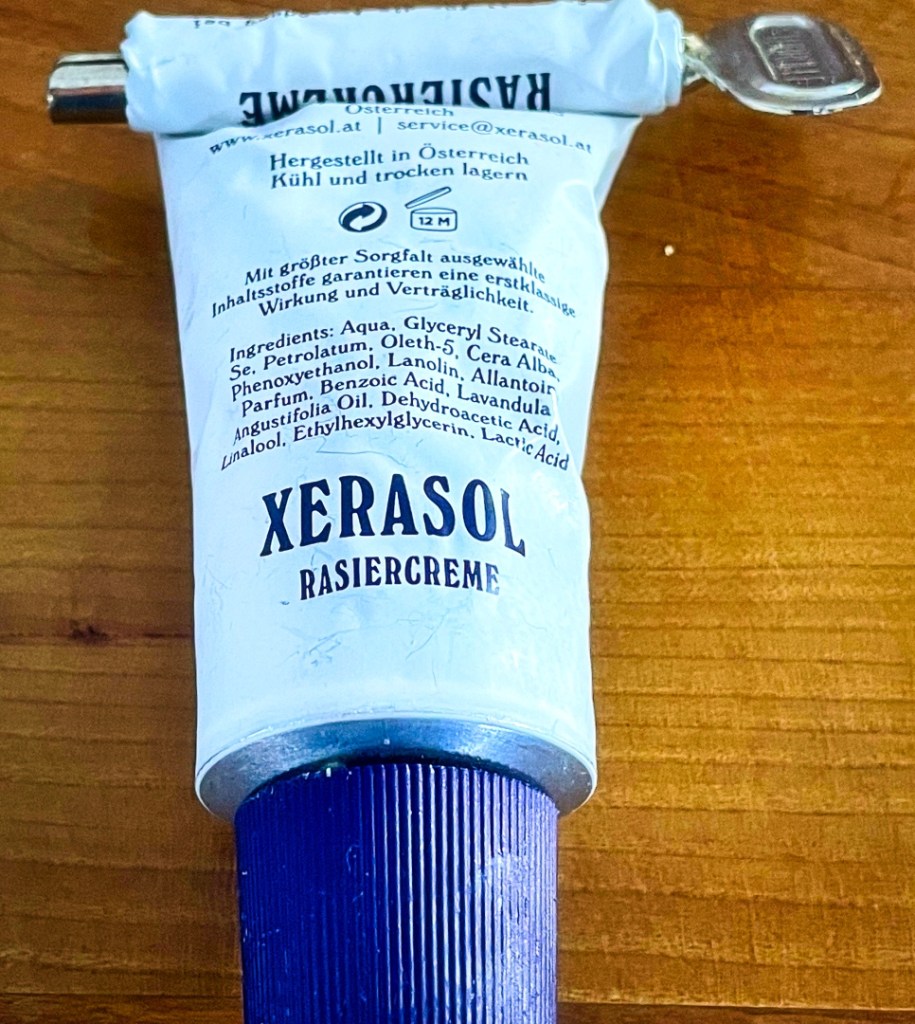 RASIERCREME
Österreich
www.xerasol.at | service@xerasol.at
Hergestellt in Österreich
Kühl und trocken lagern
12 M
Mit größter Sorgfalt ausgewählte
Inhaltsstoffe garantieren eine erstklassige
Wirkung und Verträglichkeit.
Ingredients: Aqua, Glyceryl Stearate
Se, Petrolatum, Oleth-5, Cera Alba,
Phenoxyethanol, Lanolin, Allantoin,
Parfum, Benzoic Acid, Lavandula
Angustifolia Oil, Dehydroacetic Acid,
Linalool, Ethylhexylglycerin, Lactic Acid
XERASOL
RASIERCREME